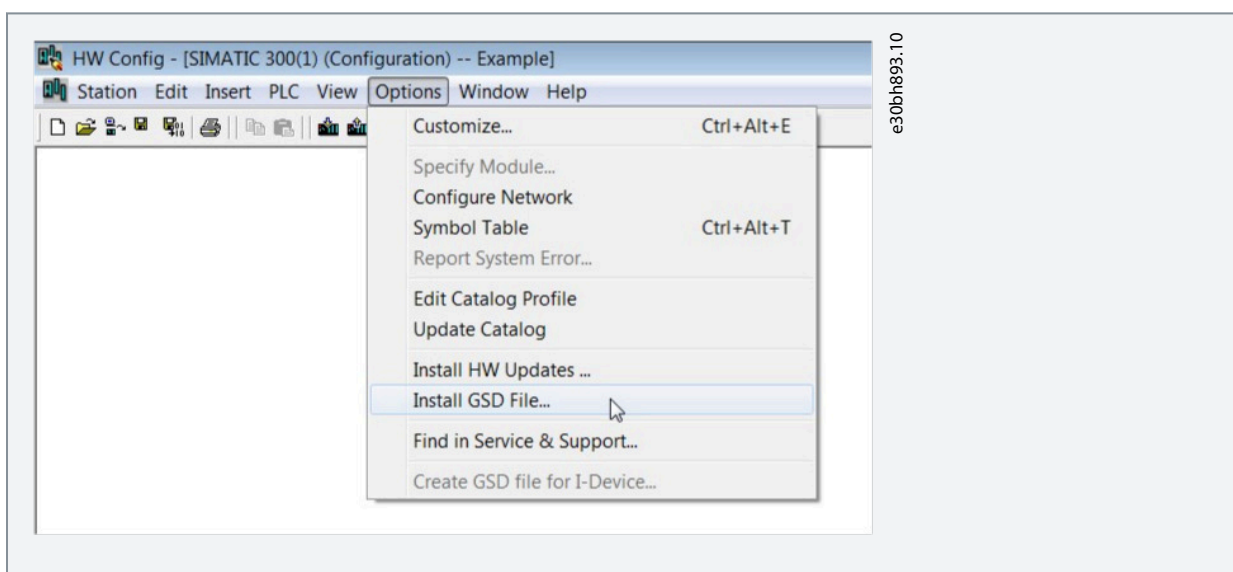 HW Config - [SIMATIC 300(1) (Configuration) -- Example]
Station Edit Insert PLC View Options Window Help
Customize... Ctrl+Alt+E
Specify Module...
Configure Network
Symbol Table Ctrl+Alt+T
Report System Error...
Edit Catalog Profile
Update Catalog
Install HW Updates ...
Install GSD File...
Find in Service & Support...
Create GSD file for I-Device...
e30bh893.10